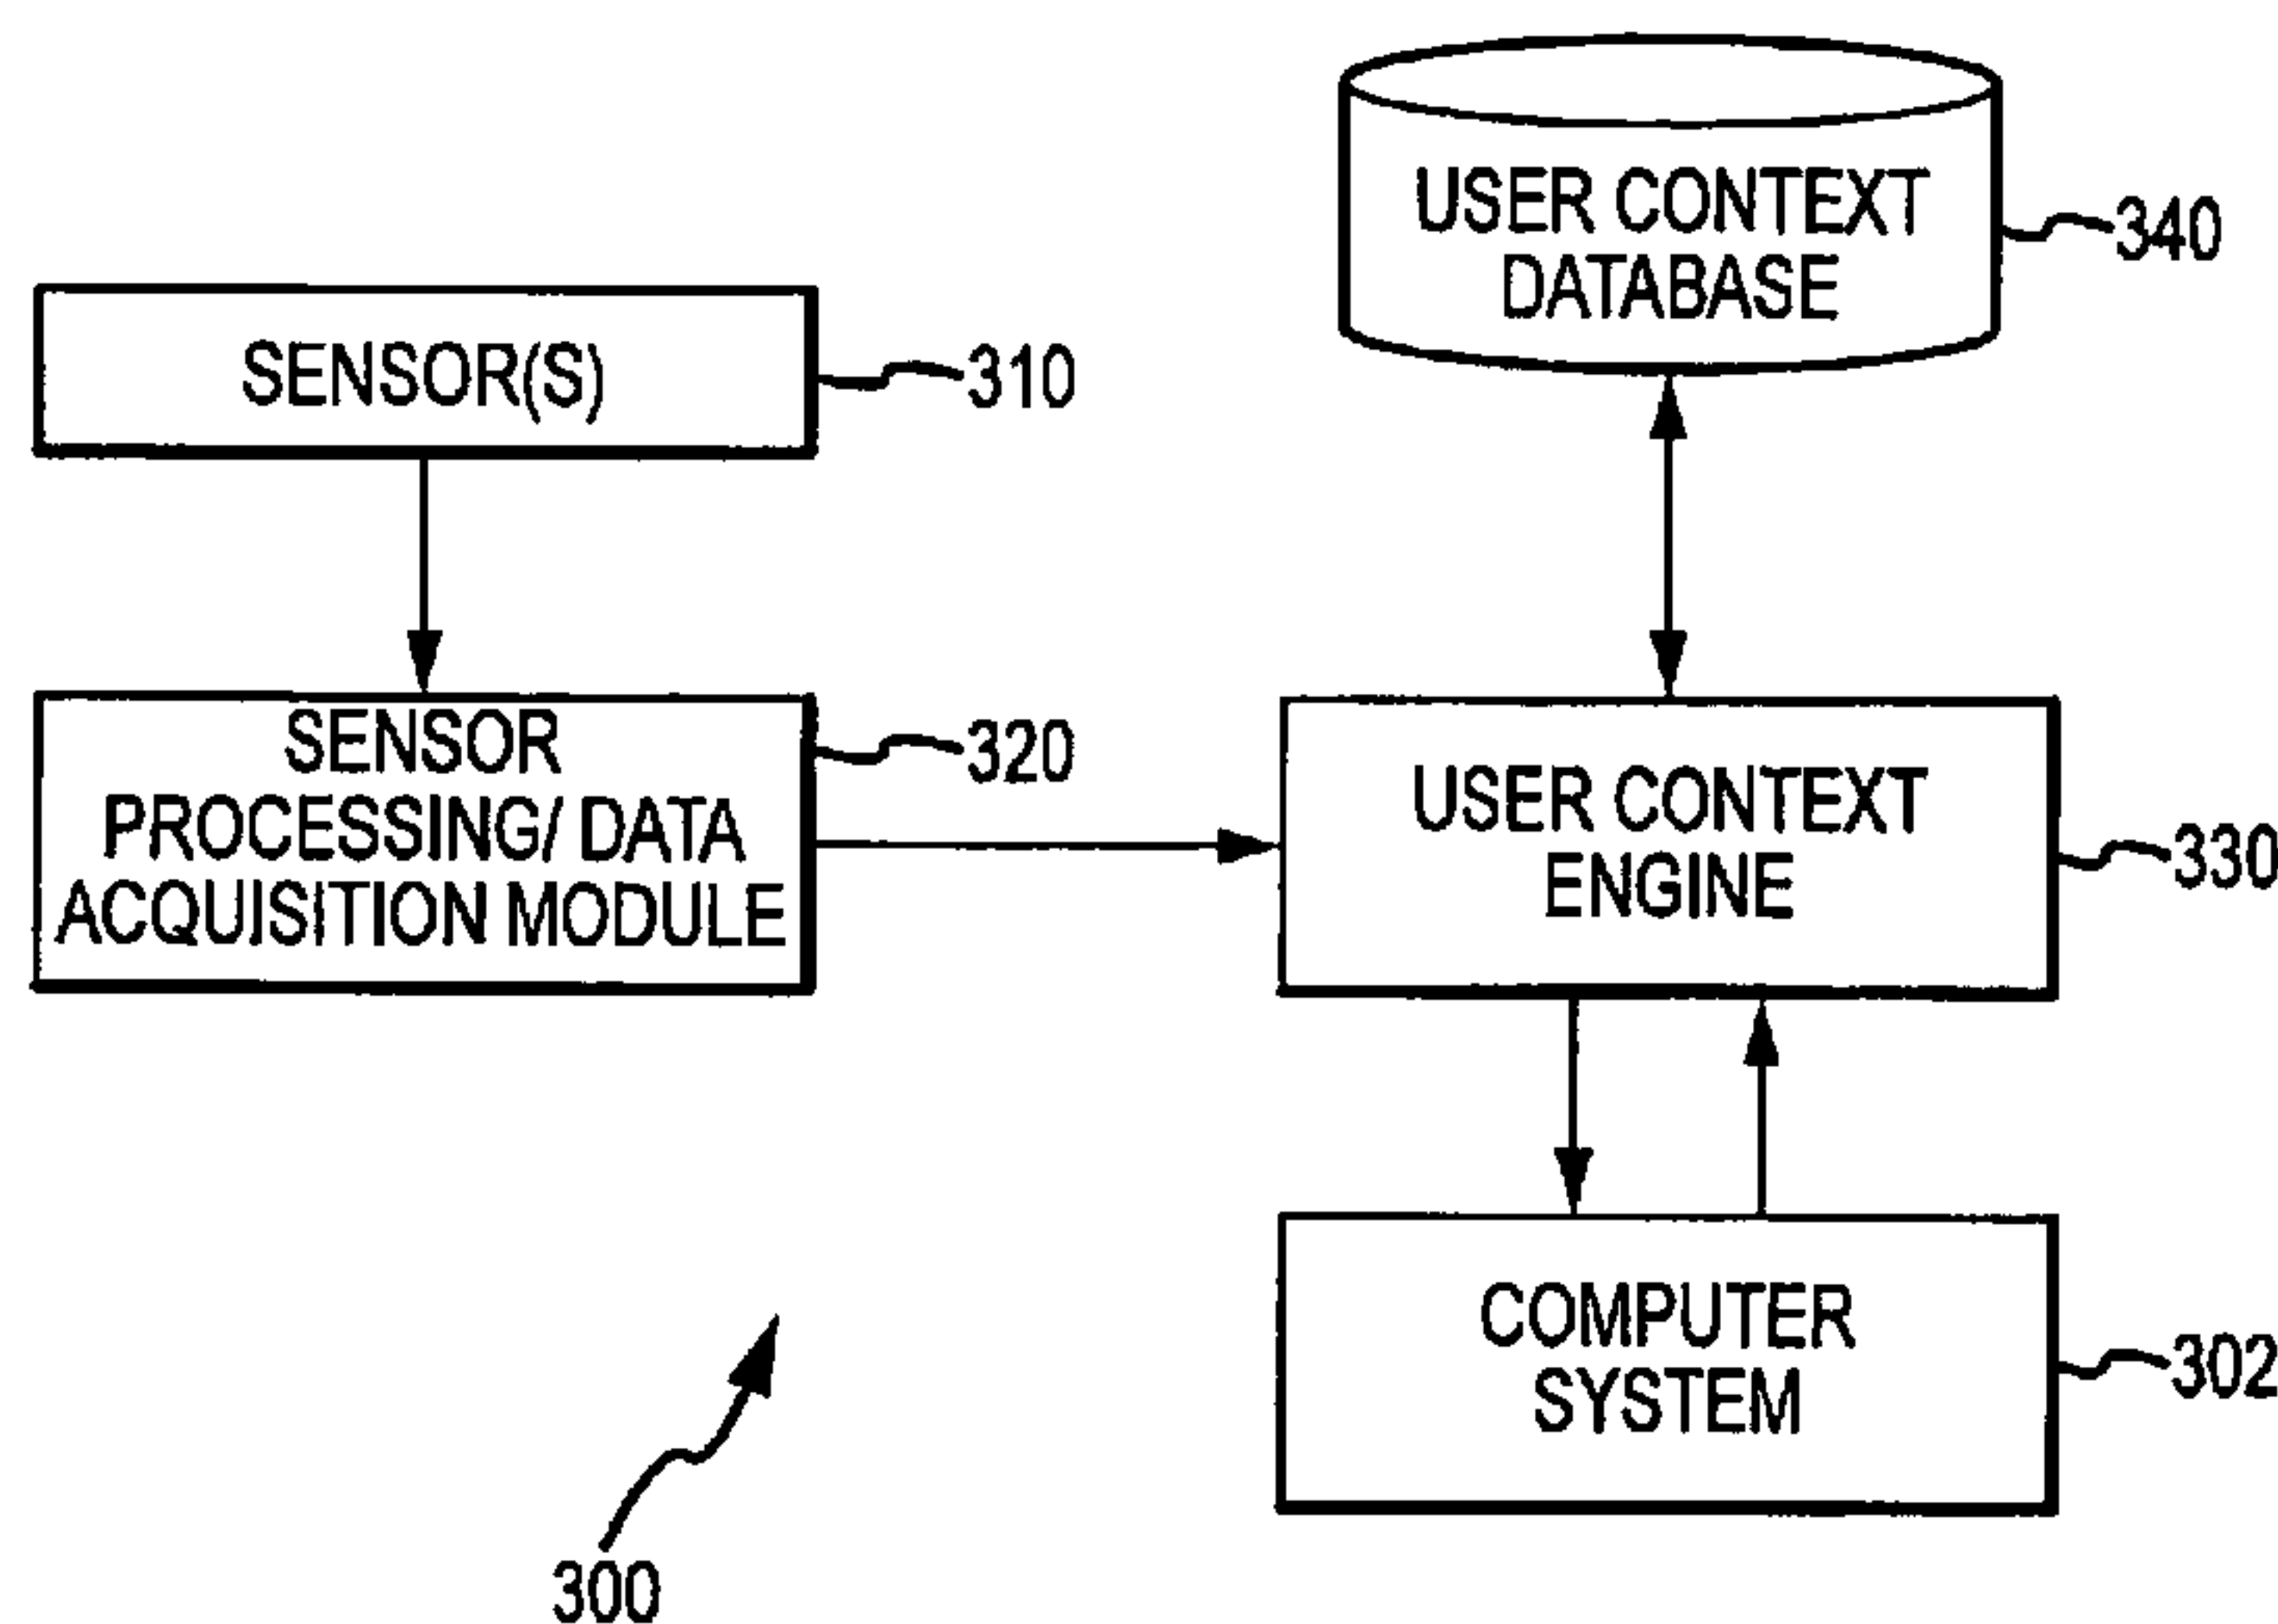 USER CONTEXT
DATABASE
340
SENSOR(S)
310
SENSOR
PROCESSING/ DATA
ACQUISITION MODULE
320
USER CONTEXT
ENGINE
330
COMPUTER
SYSTEM
302
300